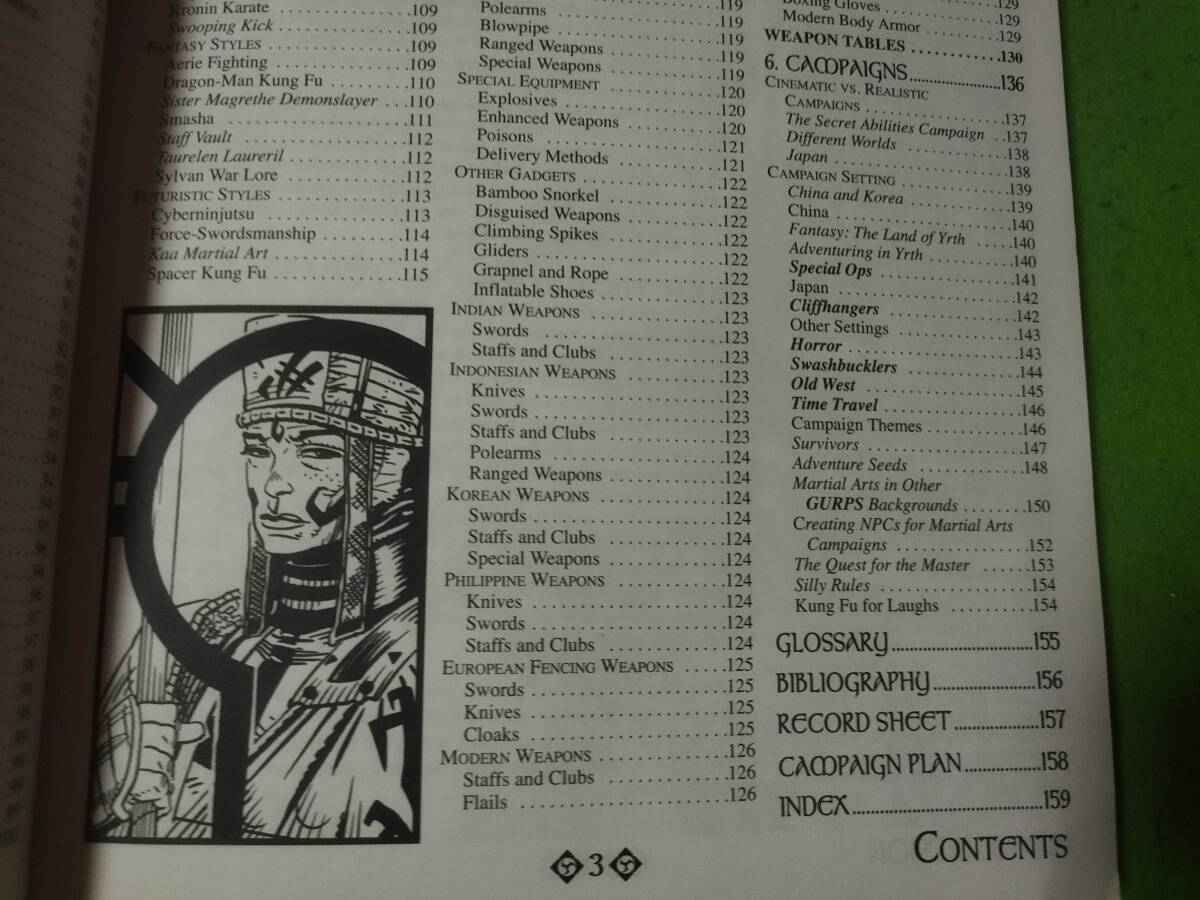 Kronin Karate ..........109
Swooping Kick ..........109
FANTASY STYLES ..........109
Aerie Fighting ..........109
Dragon-Man Kung Fu ..........110
Sister Magrethe Demonslayer ...110
Smasha ..........111
Staff Vault ..........112
Taurelen Laureril ..........112
Sylvan War Lore ..........112
FUTURISTIC STYLES ..........113
Cyberninjutsu ..........113
Force-Swordsmanship ..........114
Kaa Martial Art ..........114
Spacer Kung Fu ..........115
Polearms ..........119
Blowpipe ..........119
Ranged Weapons ..........119
Special Weapons ..........119
SPECIAL EQUIPMENT ..........120
Explosives ..........120
Enhanced Weapons ..........120
Poisons ..........121
Delivery Methods ..........121
OTHER GADGETS ..........122
Bamboo Snorkel ..........122
Disguised Weapons ..........122
Climbing Spikes ..........122
Gliders ..........122
Grapnel and Rope ..........122
Inflatable Shoes ..........123
INDIAN WEAPONS ..........123
Swords ..........123
Staffs and Clubs ..........123
INDONESIAN WEAPONS ..........123
Knives ..........123
Swords ..........123
Staffs and Clubs ..........123
Polearms ..........124
Ranged Weapons ..........124
KOREAN WEAPONS ..........124
Swords ..........124
Staffs and Clubs ..........124
Special Weapons ..........124
PHILIPPINE WEAPONS ..........124
Knives ..........124
Swords ..........124
Staffs and Clubs ..........124
EUROPEAN FENCING WEAPONS .....125
Swords ..........125
Knives ..........125
Cloaks ..........125
MODERN WEAPONS ..........126
Staffs and Clubs ..........126
Flails ..........126
Boxing Gloves ..........129
Modern Body Armor ..........129
WEAPON TABLES ..........130
6. CAMPAIGNS ..........136
CINEMATIC VS. REALISTIC
CAMPAIGNS ..........137
The Secret Abilities Campaign ..137
Different Worlds ..........138
Japan ..........138
CAMPAIGN SETTING ..........139
China and Korea ..........139
China ..........140
Fantasy: The Land of Yrth .....140
Adventuring in Yrth ..........140
Special Ops ..........141
Japan ..........142
Cliffhangers ..........142
Other Settings ..........143
Horror ..........143
Swashbucklers ..........144
Old West ..........145
Time Travel ..........146
Campaign Themes ..........146
Survivors ..........147
Adventure Seeds ..........148
Martial Arts in Other
GURPS Backgrounds ........150
Creating NPCs for Martial Arts
Campaigns ..........152
The Quest for the Master ......153
Silly Rules ..........154
Kung Fu for Laughs ..........154
GLOSSARY ..........155
BIBLIOGRAPHY ..........156
RECORD SHEET ..........157
CAMPAIGN PLAN ..........158
INDEX ..........159
3
CONTENTS